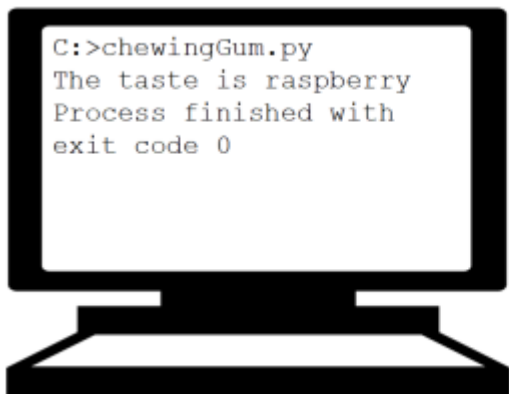 C:>chewingGum.py
The taste is raspberry
Process finished with
exit code 0